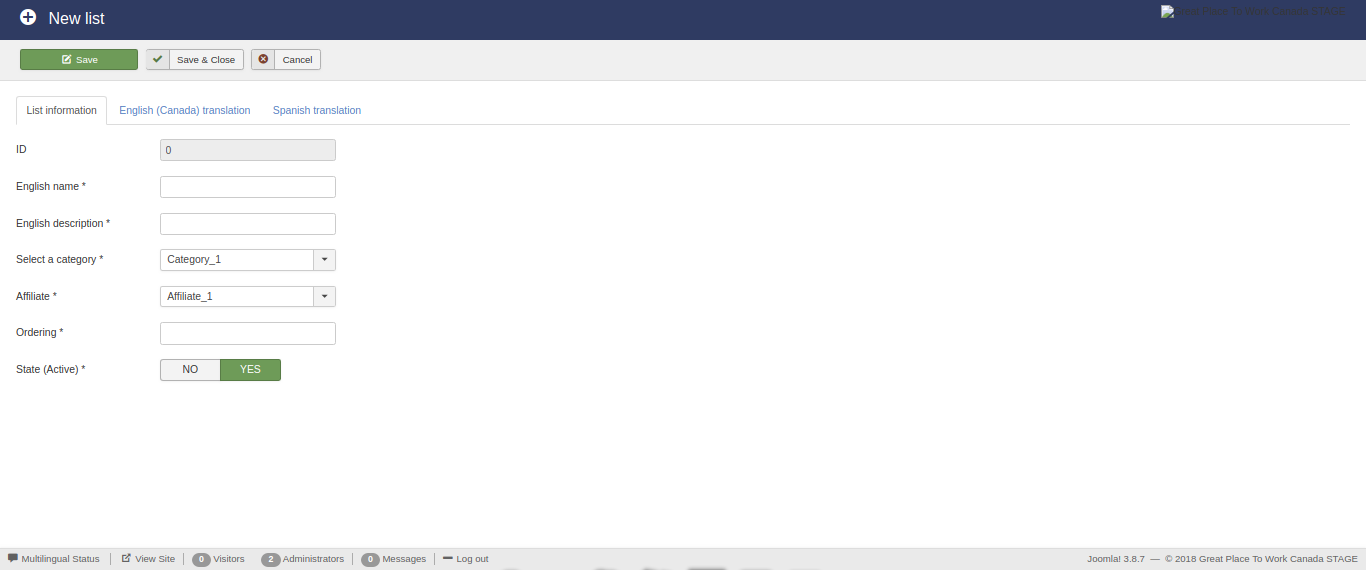 New list
Great Place To Work Canada STAGE
Save
Save & Close
Cancel
List information
English (Canada) translation
Spanish translation
ID
0
English name *
English description *
Select a category *
Category_1
Affiliate *
Affiliate_1
Ordering *
State (Active) *
NO
YES
Multilingual Status
View Site
0 Visitors
2 Administrators
0 Messages
Log out
Joomla! 3.8.7 — © 2018 Great Place To Work Canada STAGE